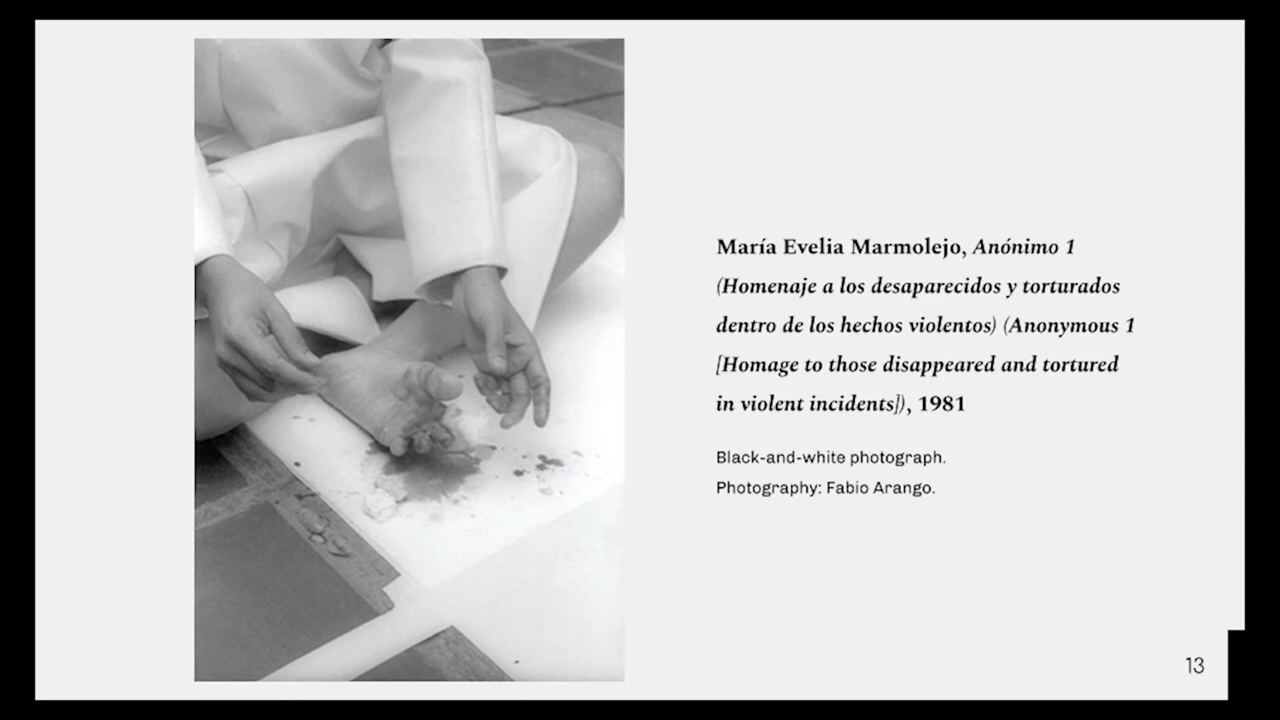 María Evelia Marmolejo, Anónimo 1
(Homenaje a los desaparecidos y torturados
dentro de los hechos violentos) (Anonymous 1
[Homage to those disappeared and tortured
in violent incidents]), 1981
Black-and-white photograph.
Photography: Fabio Arango.
13